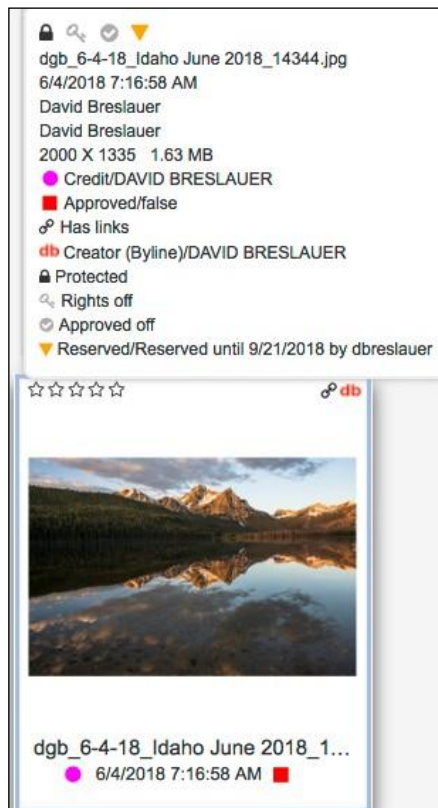 dgb_6-4-18_Idaho June 2018_14344.jpg
6/4/2018 7:16:58 AM
David Breslauer
David Breslauer
2000 X 1335 1.63 MB
Credit/DAVID BRESLAUER
Approved/false
Has links
db Creator (Byline)/DAVID BRESLAUER
Protected
Rights off
Approved off
Reserved/Reserved until 9/21/2018 by dbreslauer
db
dgb_6-4-18_Idaho June 2018_1...
6/4/2018 7:16:58 AM